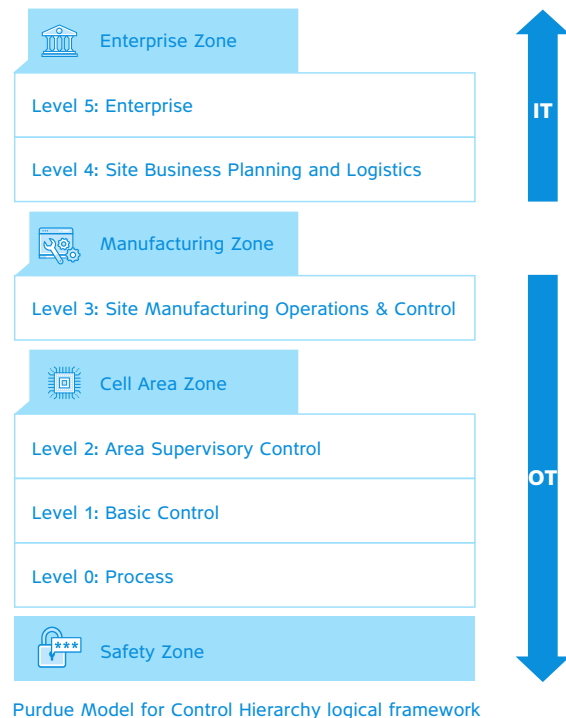 Enterprise Zone
IT
Level 5: Enterprise
Level 4: Site Business Planning and Logistics
Manufacturing Zone
Level 3: Site Manufacturing Operations & Control
Cell Area Zone
Level 2: Area Supervisory Control
OT
Level 1: Basic Control
Level 0: Process
***
Safety Zone
Purdue Model for Control Hierarchy logical framework